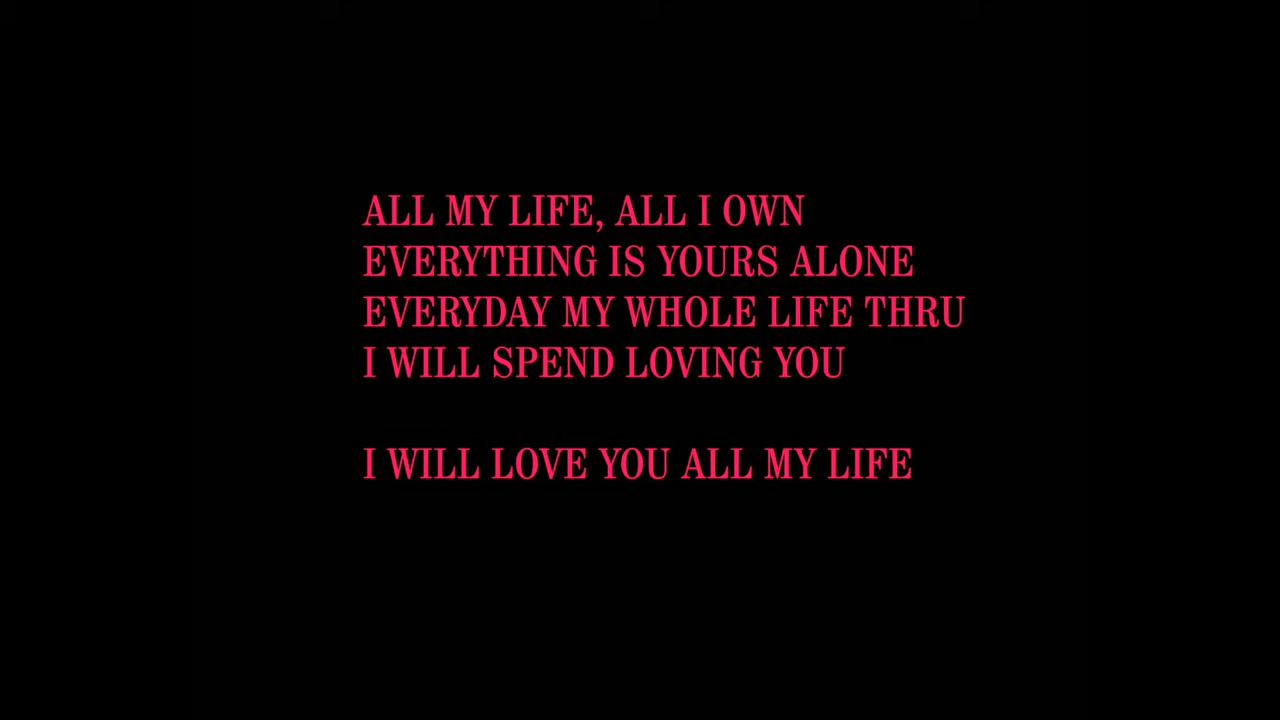 ALL MY LIFE, ALL I OWN
EVERYTHING IS YOURS ALONE
EVERYDAY MY WHOLE LIFE THRU
I WILL SPEND LOVING YOU
I WILL LOVE YOU ALL MY LIFE